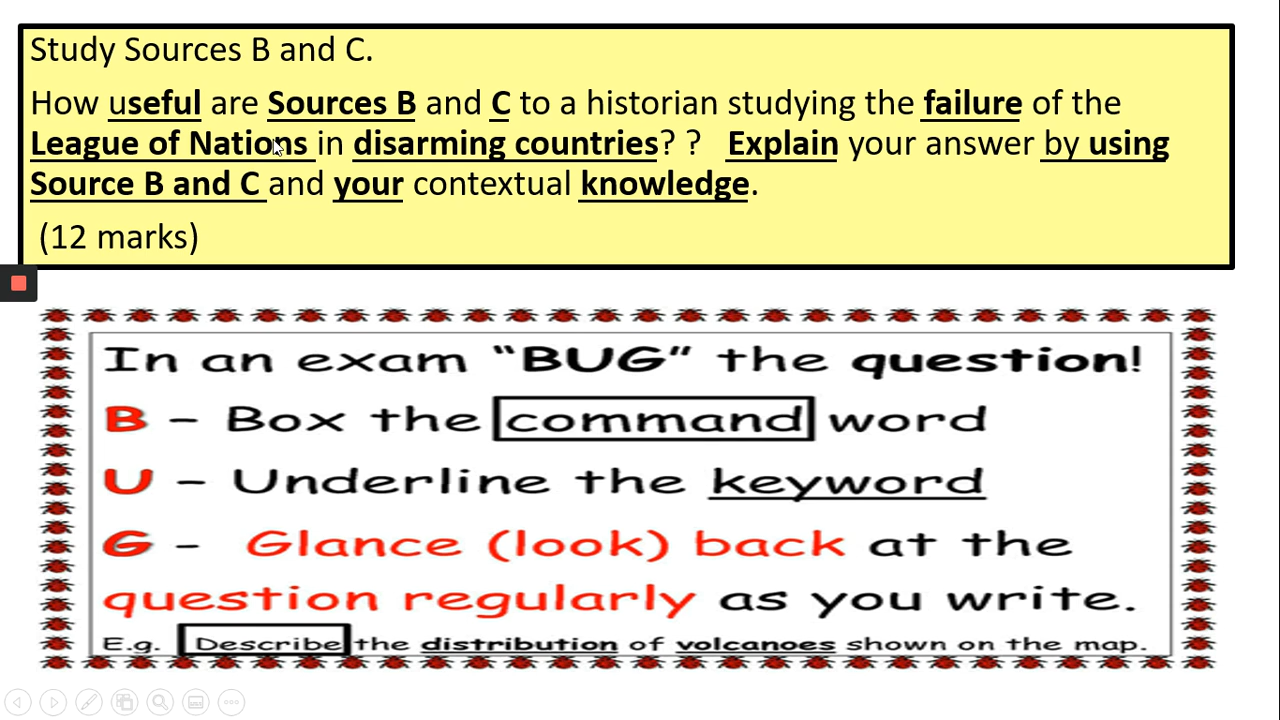 Study Sources B and C.
How useful are Sources B and C to a historian studying the failure of the
League of Nations in disarming countries? ? Explain your answer by using
Source B and C and your contextual knowledge.
(12 marks)
In an exam “BUG” the question!
B – Box the command word
U – Underline the keyword
G - Glance (look) back at the
question regularly as you write.
E.g. Describe the distribution of volcanoes shown on the map.